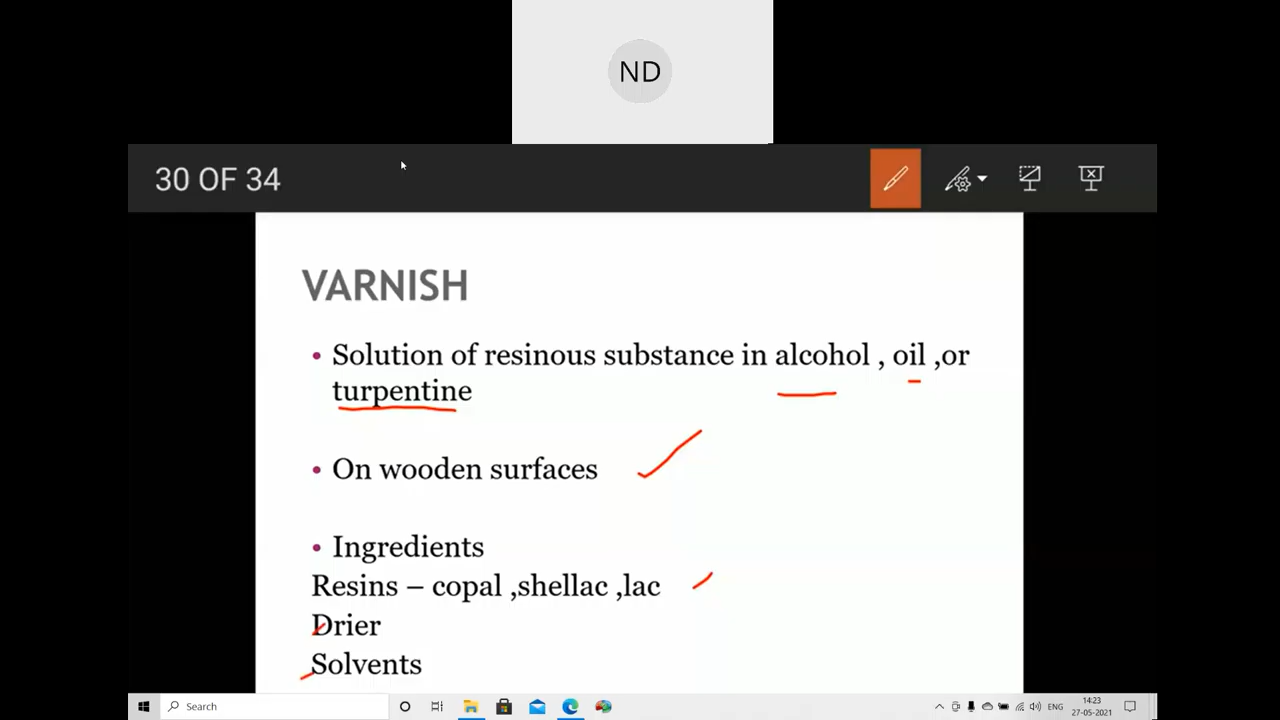 ND
30 OF 34
VARNISH
• Solution of resinous substance in alcohol , oil ,or
turpentine
• On wooden surfaces
• Ingredients
Resins – copal ,shellac ,lac
Drier
Solvents
Search
ENG
14:23
27-05-2021